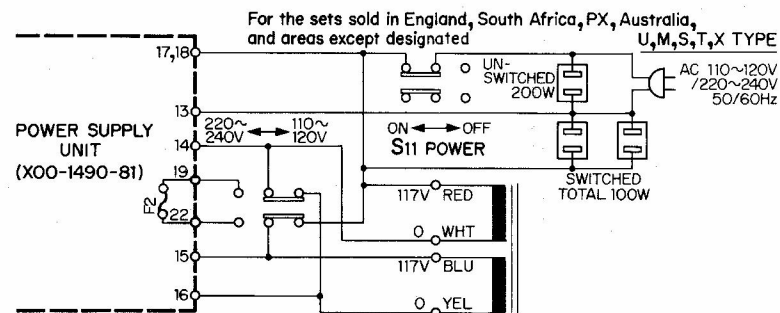 For the sets sold in England, South Africa, PX, Australia,
and areas except designated U, M, S, T, X TYPE
17,18
UN-
SWITCHED
200W
AC 110~120V
/220~240V
50/60Hz
13
POWER SUPPLY
UNIT
(X00-1490-81)
14
220~
240V
110~
120V
ON OFF
S11 POWER
19
F2
22
SWITCHED
TOTAL 100W
117V RED
0 WHT
15
117V BLU
16
0 YEL